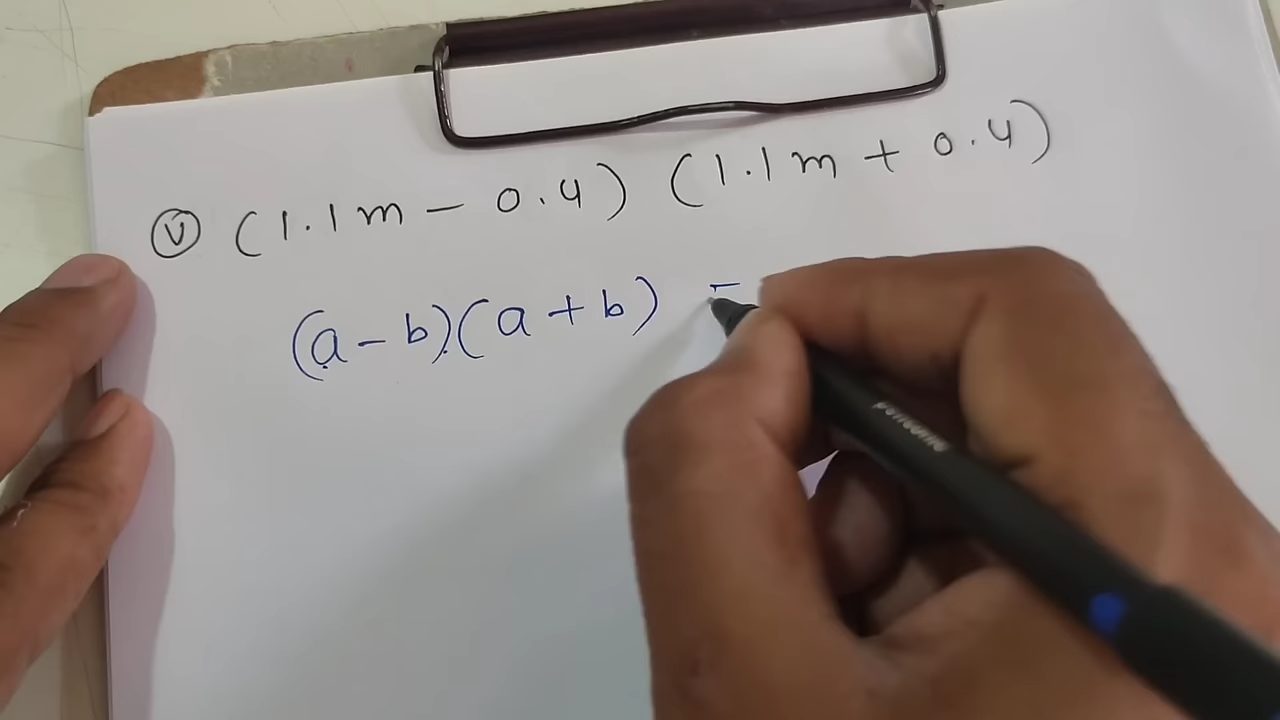 Ⓥ (1.1m - 0.4) (1.1m + 0.4)
(a - b)(a + b) =